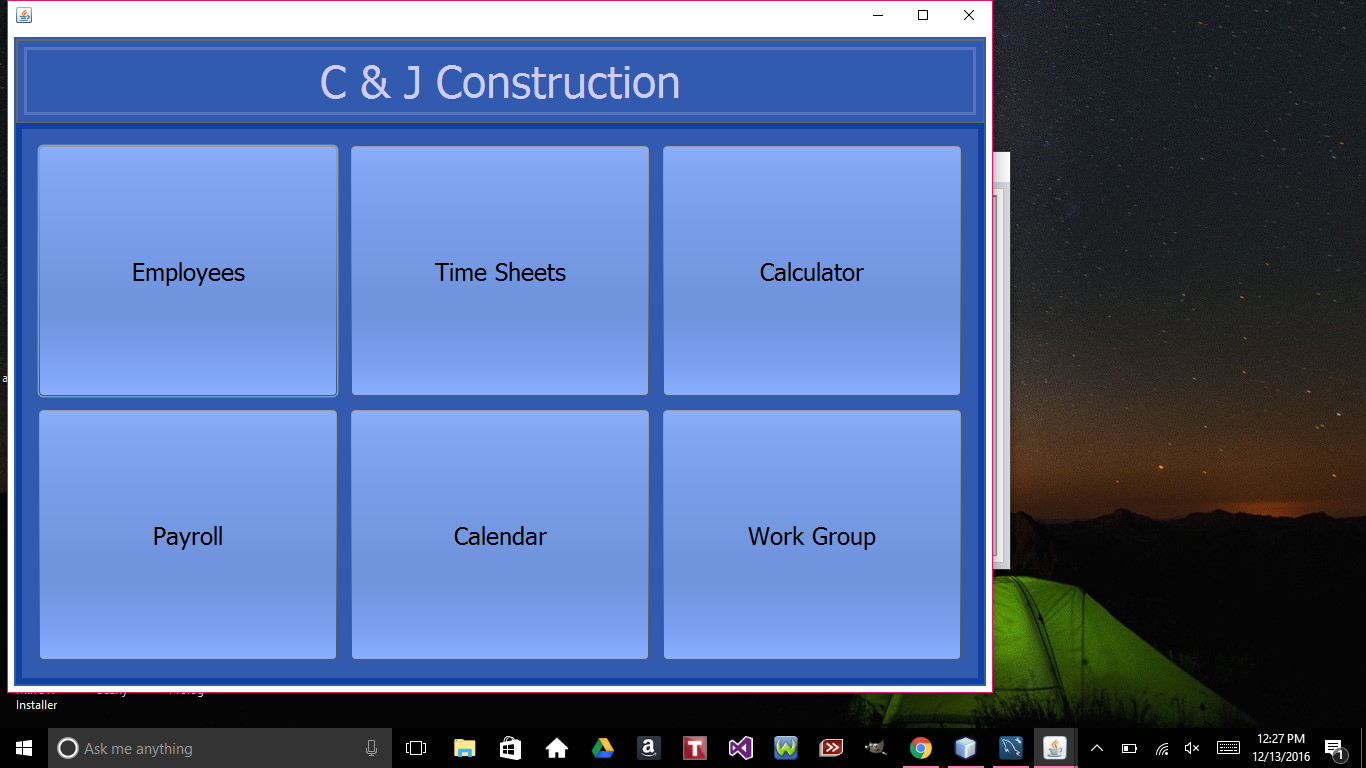 C & J Construction
Employees
Time Sheets
Calculator
Payroll
Calendar
Work Group
Installer
Ask me anything
12:27 PM
12/13/2016
1